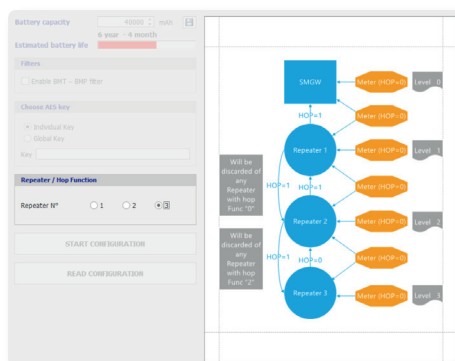 Battery capacity 90000 mAh
6 year ~ 4 month
Estimated battery life
Filters
Enable BMT - BMP filter
Choose AES key
Individual Key
Global Key
Key
Repeater / Hop Function
Repeater N° 1 2 3
START CONFIGURATION
READ CONFIGURATION
SMGW
Meter (HOP=0)
Level 0
HOP=1
Meter (HOP=0)
Repeater 1
Meter (HOP=0)
Level 1
Will be
discarded of
any
Repeater
with hop
Func "0"
HOP=1
HOP=1
Meter (HOP=0)
Repeater 2
Meter (HOP=0)
Level 2
Will be
discarded of
any
Repeater
with hop
Func "2"
HOP=1
HOP=0
Meter (HOP=0)
Repeater 3
Meter (HOP=0)
Level 3